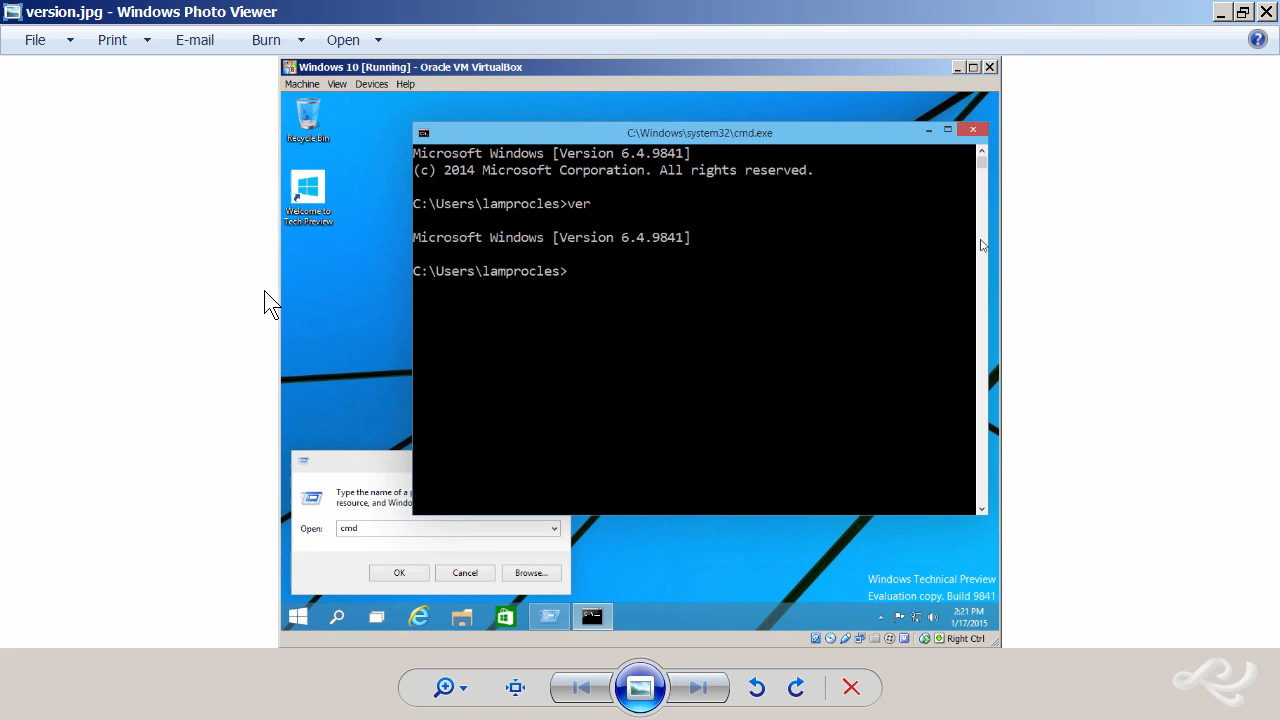 version.jpg - Windows Photo Viewer
File Print E-mail Burn Open
Windows 10 [Running] - Oracle VM VirtualBox
Machine View Devices Help
Recycle Bin
Welcome to
Tech Preview
C:\Windows\system32\cmd.exe
Microsoft Windows [Version 6.4.9841]
(c) 2014 Microsoft Corporation. All rights reserved.
C:\Users\lamprocles>ver
Microsoft Windows [Version 6.4.9841]
C:\Users\lamprocles>
Type the name of a p
resource, and Windo
Open: cmd
OK Cancel Browse...
Windows Technical Preview
Evaluation copy. Build 9841
2:21 PM
1/17/2015
Right Ctrl